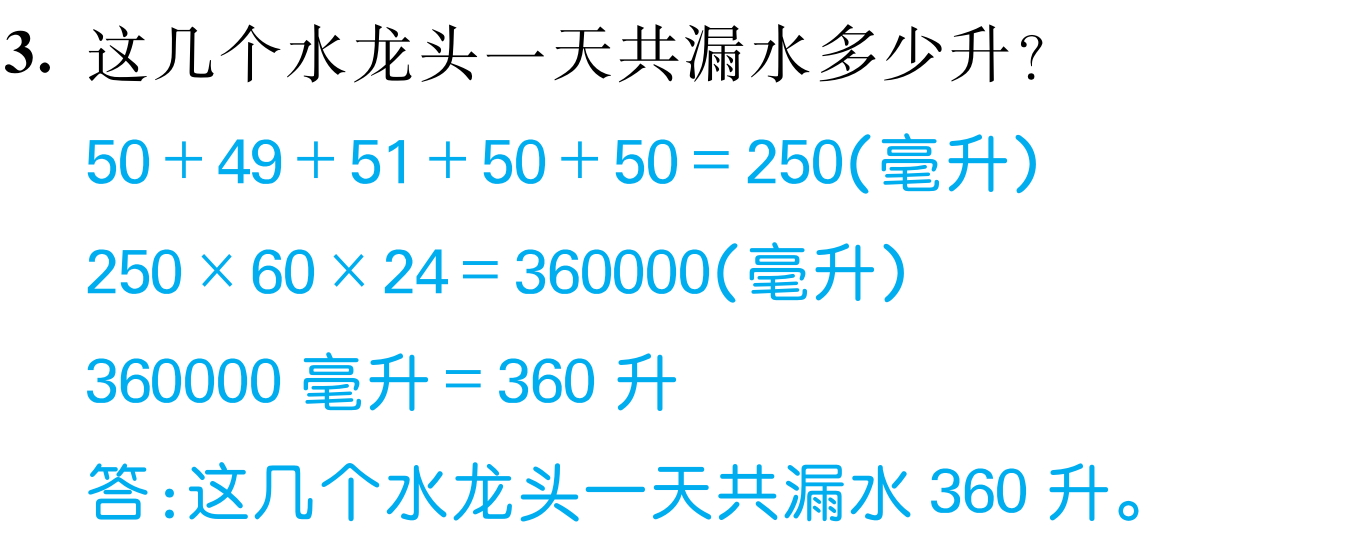 3. 这几个水龙头一天共漏水多少升?
50+49+51+50+50=250(毫升)
250×60×24=360000(毫升)
360000 毫升=360 升
答:这几个水龙头一天共漏水 360 升。